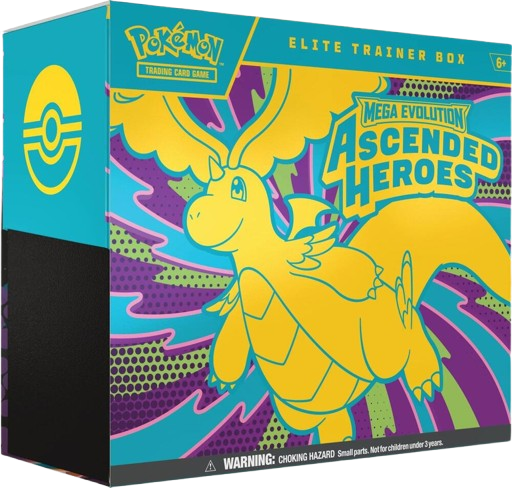 Pokémon
TRADING CARD GAME
ELITE TRAINER BOX
6+
MEGA EVOLUTION
ASCENDED
HEROES
⚠ WARNING: CHOKING HAZARD Small parts. Not for children under 3 years.